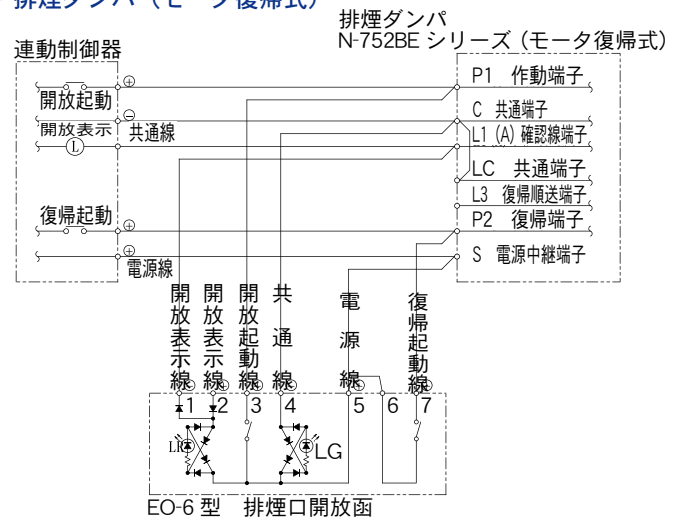 排煙ダンパ（モータ復帰式）
排煙ダンパ
N-752BE シリーズ（モータ復帰式）
連動制御器
開放起動
⊕
⊖
開放表示
共通線
L
復帰起動
⊕
⊕
電源線
P1 作動端子
C 共通端子
L1 (A) 確認線端子
LC 共通端子
L3 復帰順送端子
P2 復帰端子
S 電源中継端子
開放表示線
開放表示線
開放起動線
共通線
電源線
復帰起動線
1 2 3 4 5 6 7
LR
LG
EO-6 型 排煙口開放函